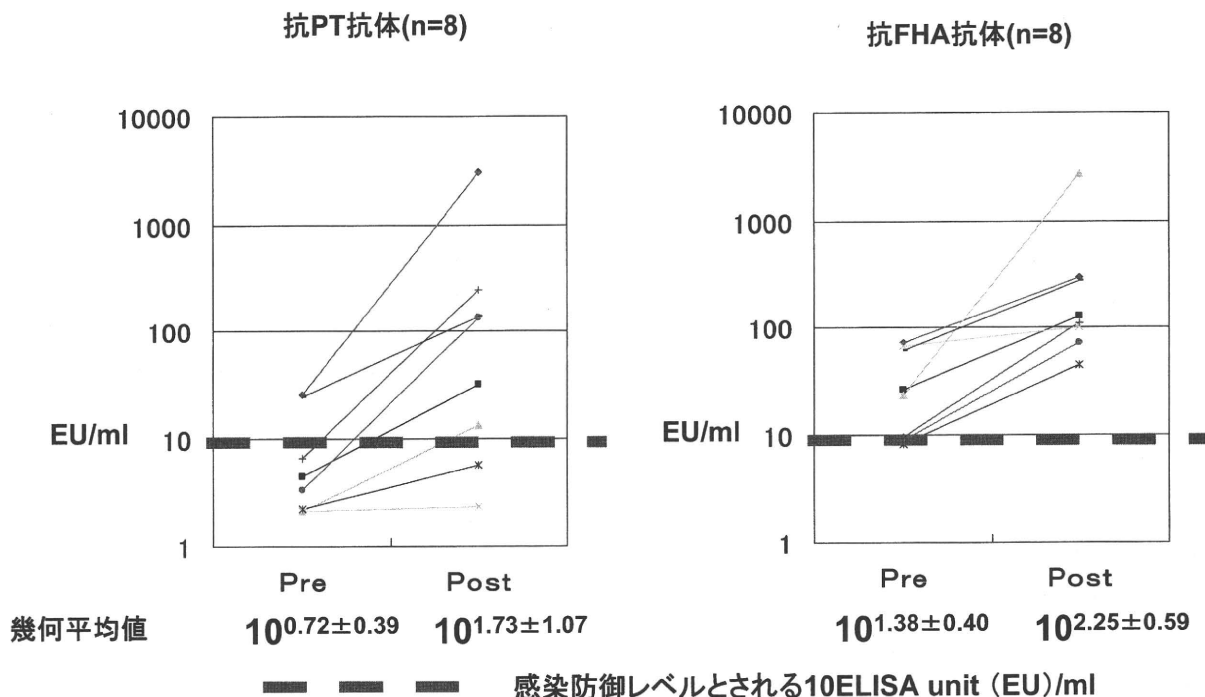 抗PT抗体(n=8)
10000
1000
100
EU/ml
10
1
Pre
Post
抗FHA抗体(n=8)
10000
1000
100
EU/ml
10
1
Pre
Post
幾何平均値
10^0.72±0.39
10^1.73±1.07
10^1.38±0.40
10^2.25±0.59
感染防御レベルとされる10ELISA unit (EU)/ml